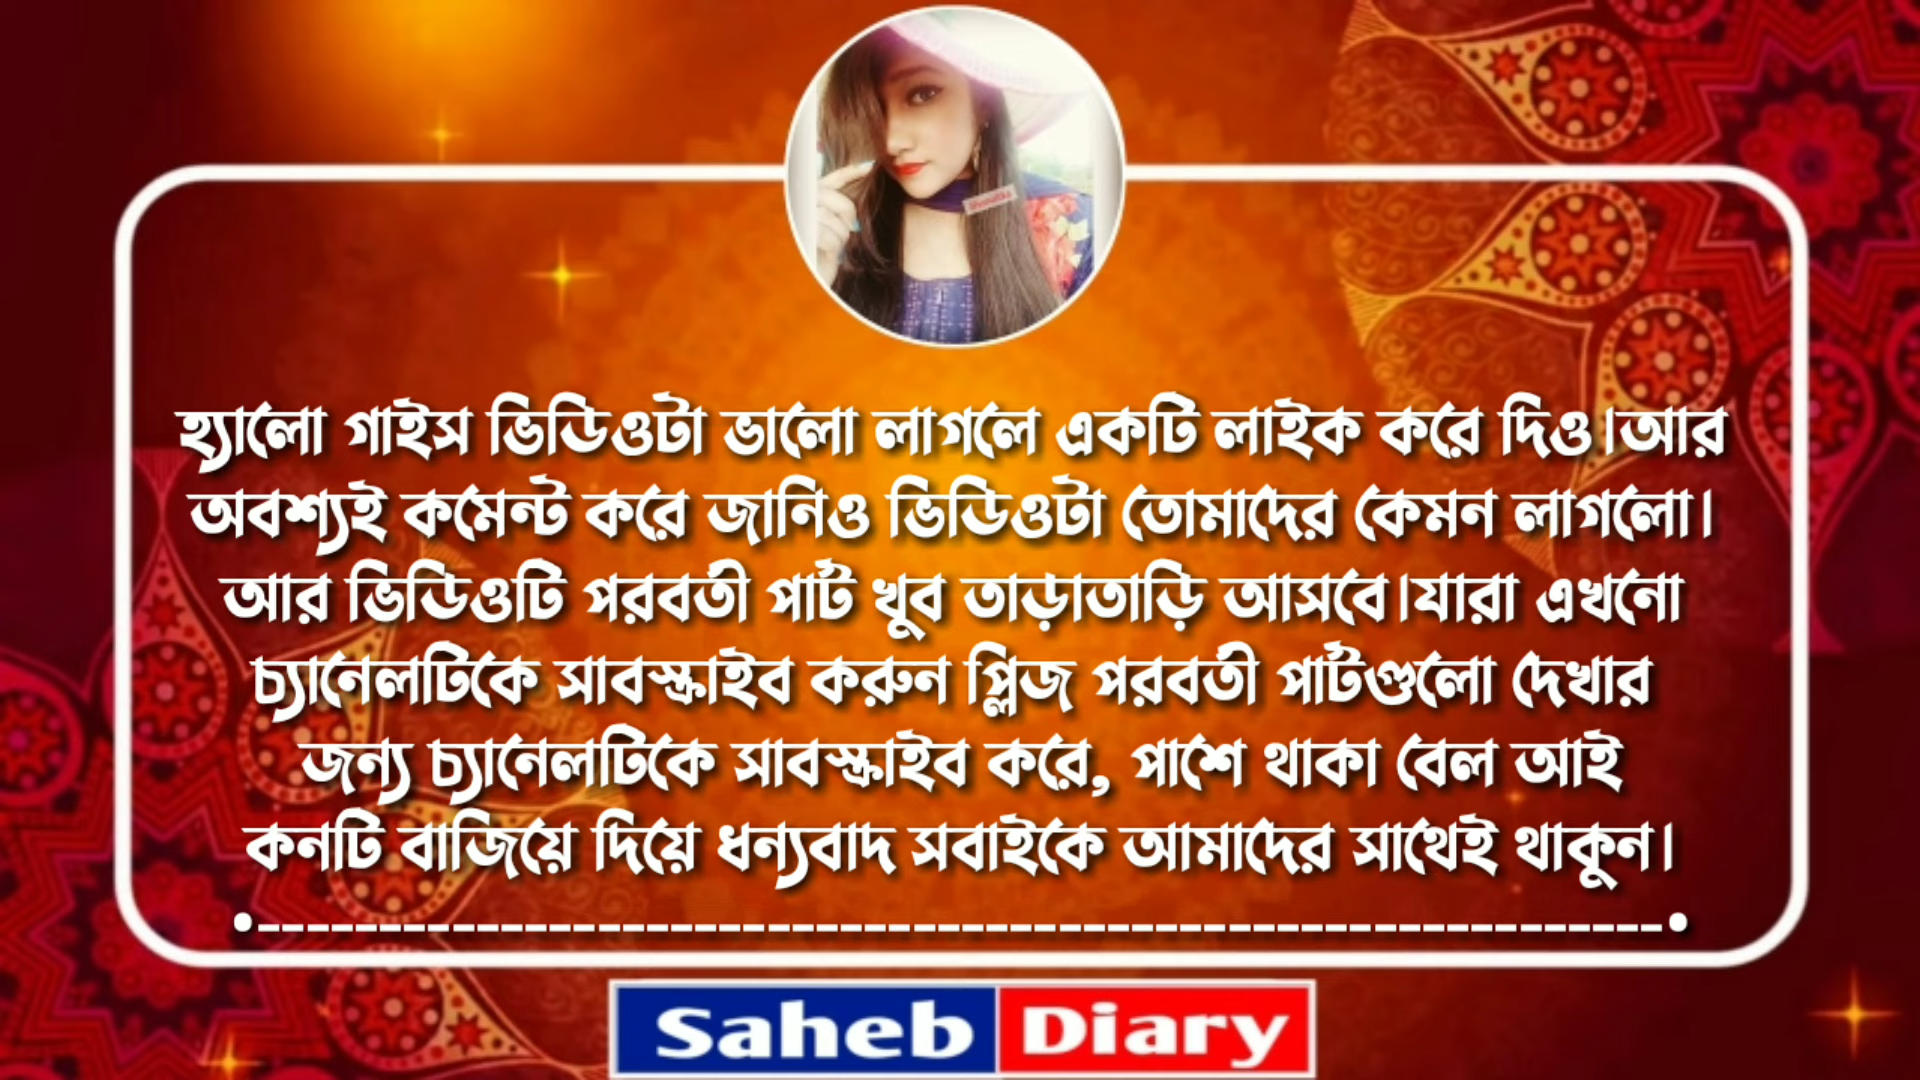 হ্যালো গাইস ভিডিওটা ভালো লাগলে একটি লাইক করে দিও।আর
অবশ্যই কমেন্ট করে জানিও ভিডিওটা তোমাদের কেমন লাগলো।
আর ভিডিওটি পরবর্তী পার্ট খুব তাড়াতাড়ি আসবে।যারা এখনো
চ্যানেলটিকে সাবস্ক্রাইব করুন প্লিজ পরবর্তী পার্টগুলো দেখার
জন্য চ্যানেলটিকে সাবস্ক্রাইব করে, পাশে থাকা বেল আই
কনটি বাজিয়ে দিয়ে ধন্যবাদ সবাইকে আমাদের সাথেই থাকুন।
Saheb Diary